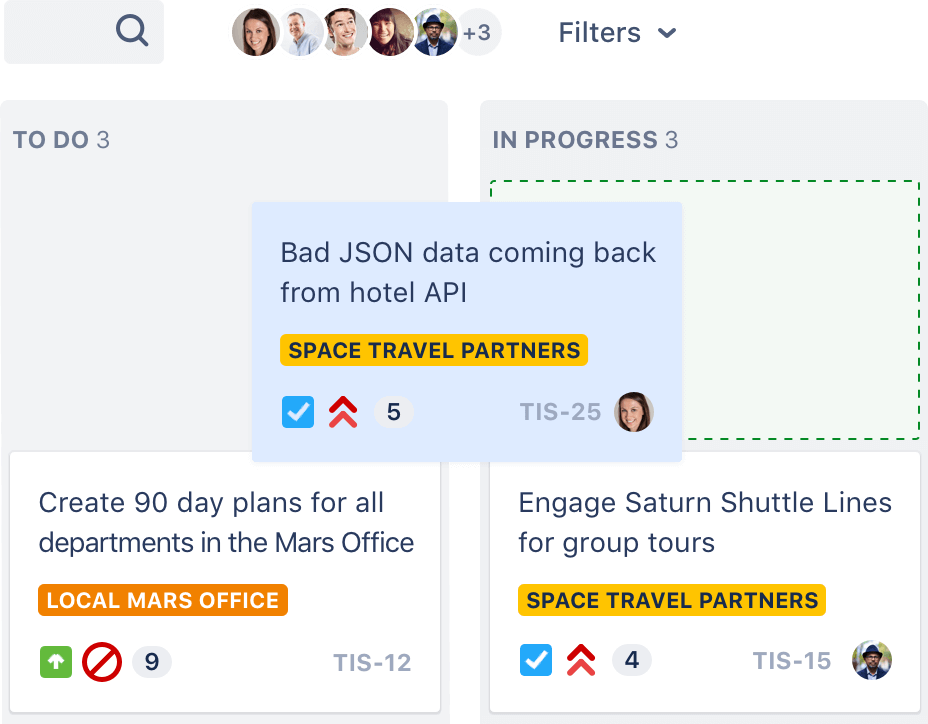 +3
Filters
TO DO 3
IN PROGRESS 3
Bad JSON data coming back
from hotel API
SPACE TRAVEL PARTNERS
5
TIS-25
Create 90 day plans for all
departments in the Mars Office
LOCAL MARS OFFICE
9
TIS-12
Engage Saturn Shuttle Lines
for group tours
SPACE TRAVEL PARTNERS
4
TIS-15